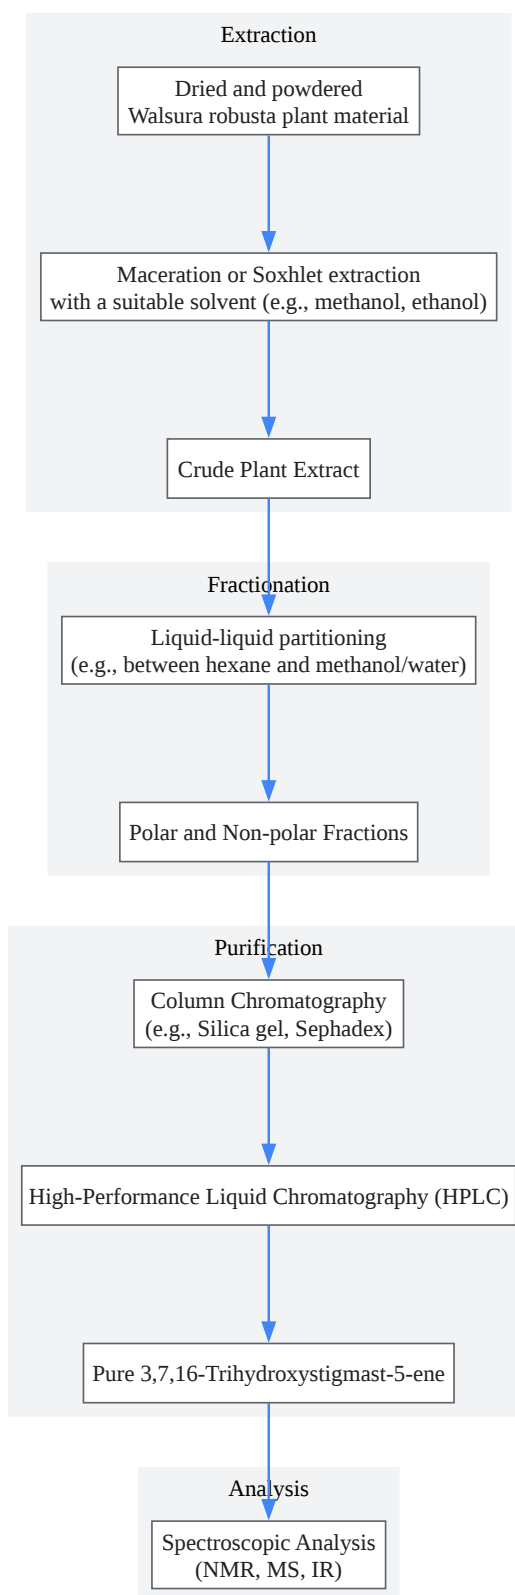 Extraction
Dried and powdered
Walsura robusta plant material
Maceration or Soxhlet extraction
with a suitable solvent (e.g., methanol, ethanol)
Crude Plant Extract
Fractionation
Liquid-liquid partitioning
(e.g., between hexane and methanol/water)
Polar and Non-polar Fractions
Purification
Column Chromatography
(e.g., Silica gel, Sephadex)
High-Performance Liquid Chromatography (HPLC)
Pure 3,7,16-Trihydroxystigmast-5-ene
Analysis
Spectroscopic Analysis
(NMR, MS, IR)